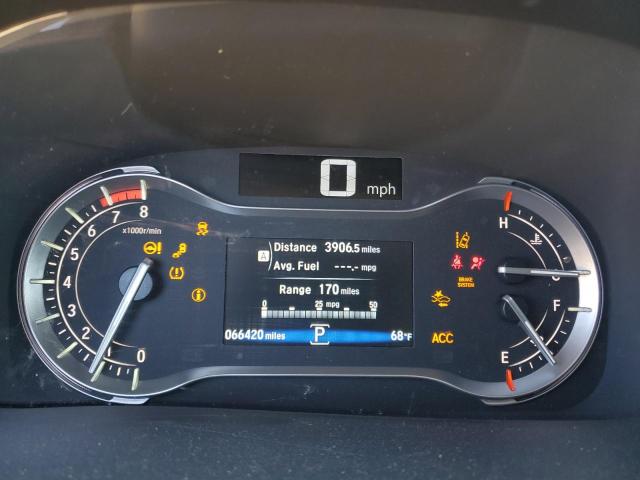 0 mph
8
7
6
5
4
3
2
1
0
x1000r/min
A
Distance 3906.5 miles
Avg. Fuel ---.- mpg
Range 170 miles
0 25 50
mpg
066420 miles P 68°F
BRAKE
SYSTEM
ACC
H
C
F
E